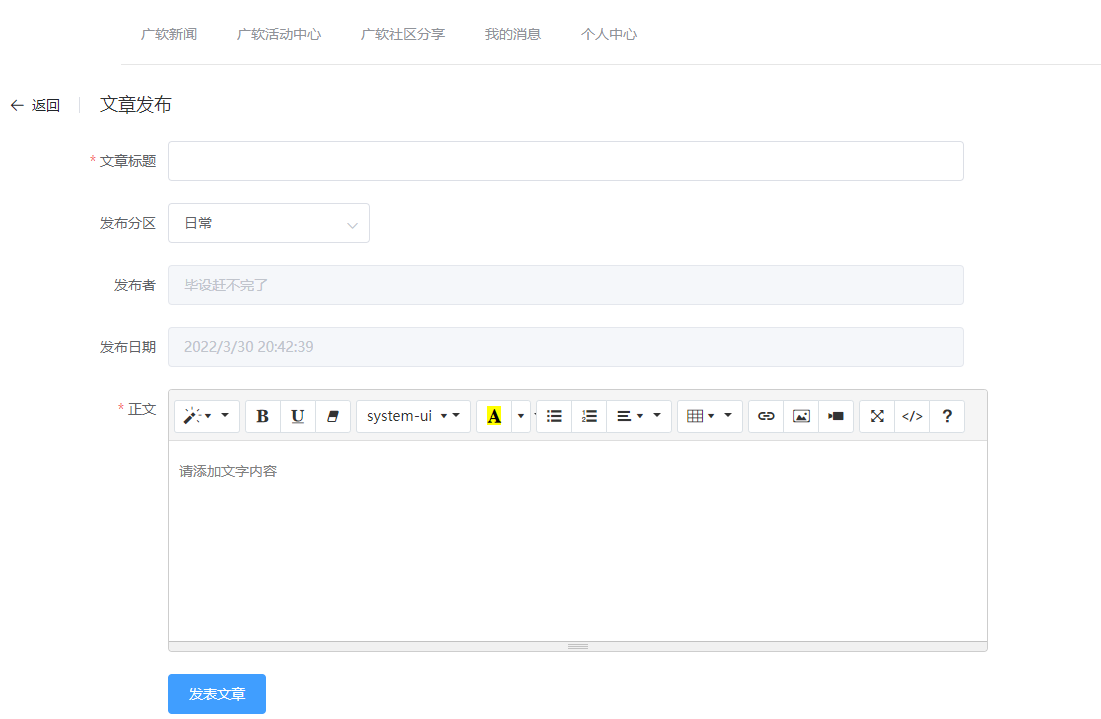 广软新闻 广软活动中心 广软社区分享 我的消息 个人中心
返回 文章发布
* 文章标题
发布分区 日常
发布者 毕设赶不完了
发布日期 2022/3/30 20:42:39
* 正文 B U system-ui A </> ?
请添加文字内容
发表文章